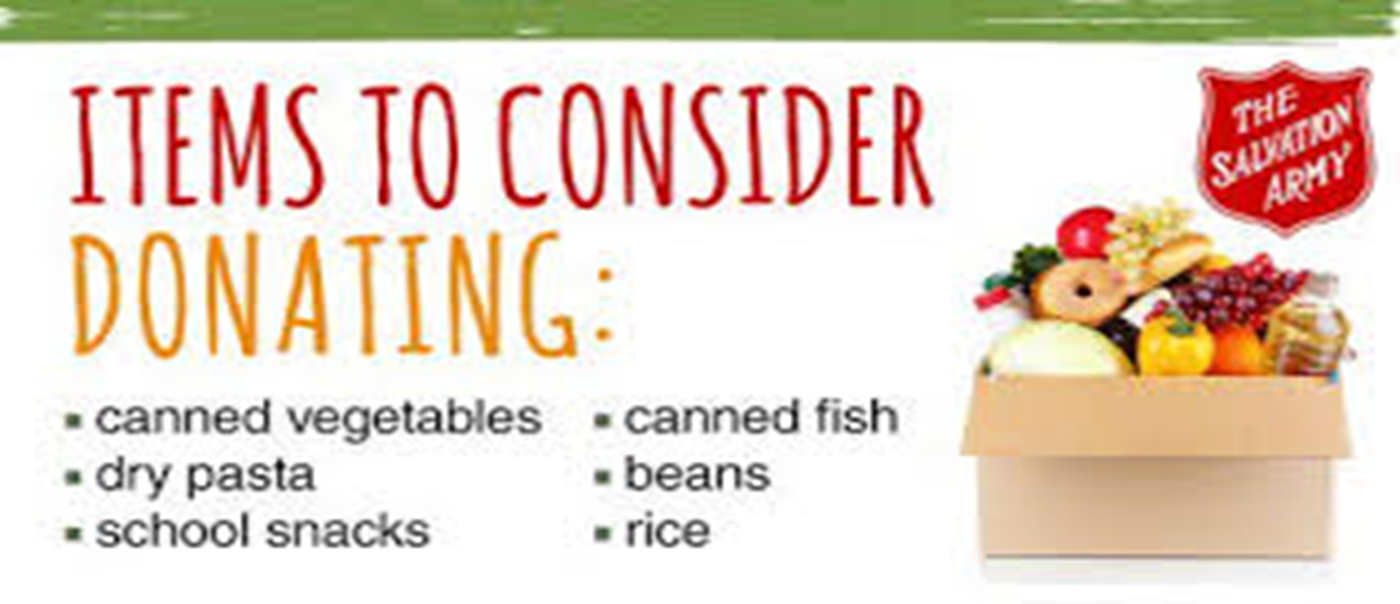 ITEMS TO CONSIDER
DONATING:
▪ canned vegetables
▪ dry pasta
▪ school snacks
▪ canned fish
▪ beans
▪ rice
THE
SALVATION
ARMY